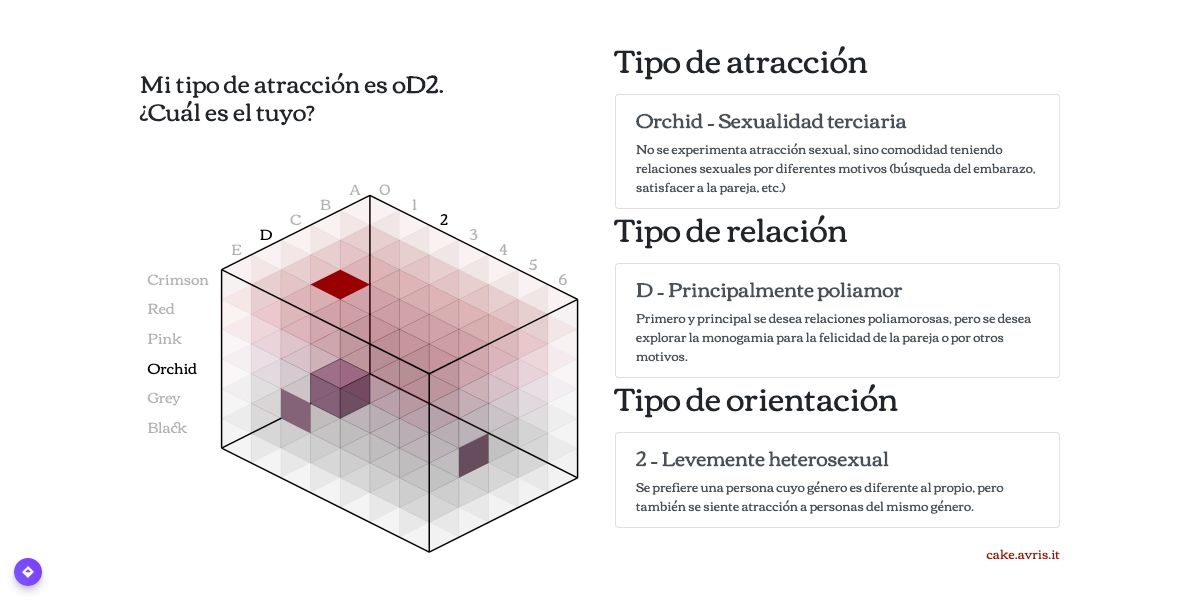 Mi tipo de atracción es oD2.
¿Cuál es el tuyo?
A O
B 1
C 2
D 3
E 4
5
6
Crimson
Red
Pink
Orchid
Grey
Black
Tipo de atracción
Orchid - Sexualidad terciaria
No se experimenta atracción sexual, sino comodidad teniendo
relaciones sexuales por diferentes motivos (búsqueda del embarazo,
satisfacer a la pareja, etc.)
Tipo de relación
D - Principalmente poliamor
Primero y principal se desea relaciones poliamorosas, pero se desea
explorar la monogamia para la felicidad de la pareja o por otros
motivos.
Tipo de orientación
2 - Levemente heterosexual
Se prefiere una persona cuyo género es diferente al propio, pero
también se siente atracción a personas del mismo género.
cake.avris.it